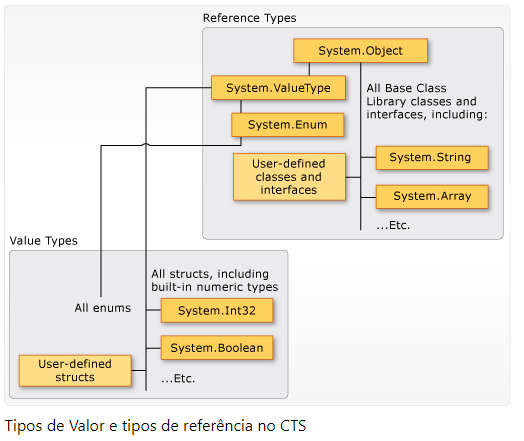 Reference Types
System.Object
System.ValueType
System.Enum
All Base Class
Library classes and
interfaces, including:
User-defined
classes and
interfaces
System.String
System.Array
...Etc.
Value Types
All enums
All structs, including
built-in numeric types
System.Int32
System.Boolean
User-defined
structs
...Etc.
Tipos de Valor e tipos de referência no CTS